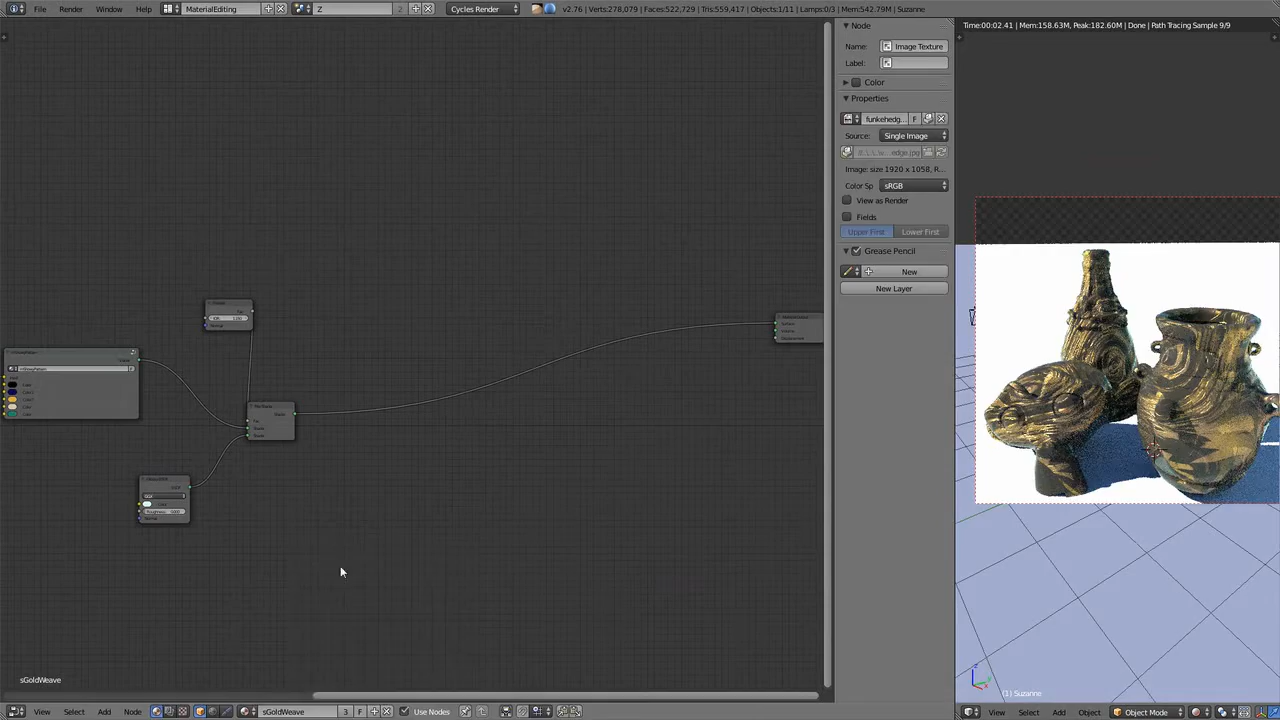 File Render Window Help MaterialEditing Z 2 Cycles Render v2.76 | Verts:278,079 | Faces:522,729 | Tris:559,417 | Objects:1/11 | Lamps:0/3 | Mem:542.79M | Suzanne
Time:00:02.41 | Mem:158.63M, Peak:182.60M | Done | Path Tracing Sample 9/9
Node
Name: Image Texture
Label:
Color
Properties
funkehedg... F
Source: Single Image
edge.jpg
Image: size 1920 x 1058, R...
Color Sp sRGB
View as Render
Fields
Upper First Lower First
Grease Pencil
New
New Layer
sGoldWeave
(1) Suzanne
View Select Add Node sGoldWeave 3 F Use Nodes
View Select Add Object Object Mode